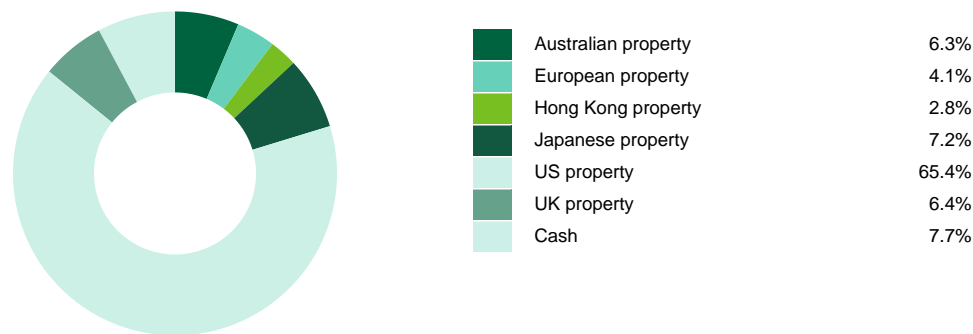 Australian property 6.3%
European property 4.1%
Hong Kong property 2.8%
Japanese property 7.2%
US property 65.4%
UK property 6.4%
Cash 7.7%